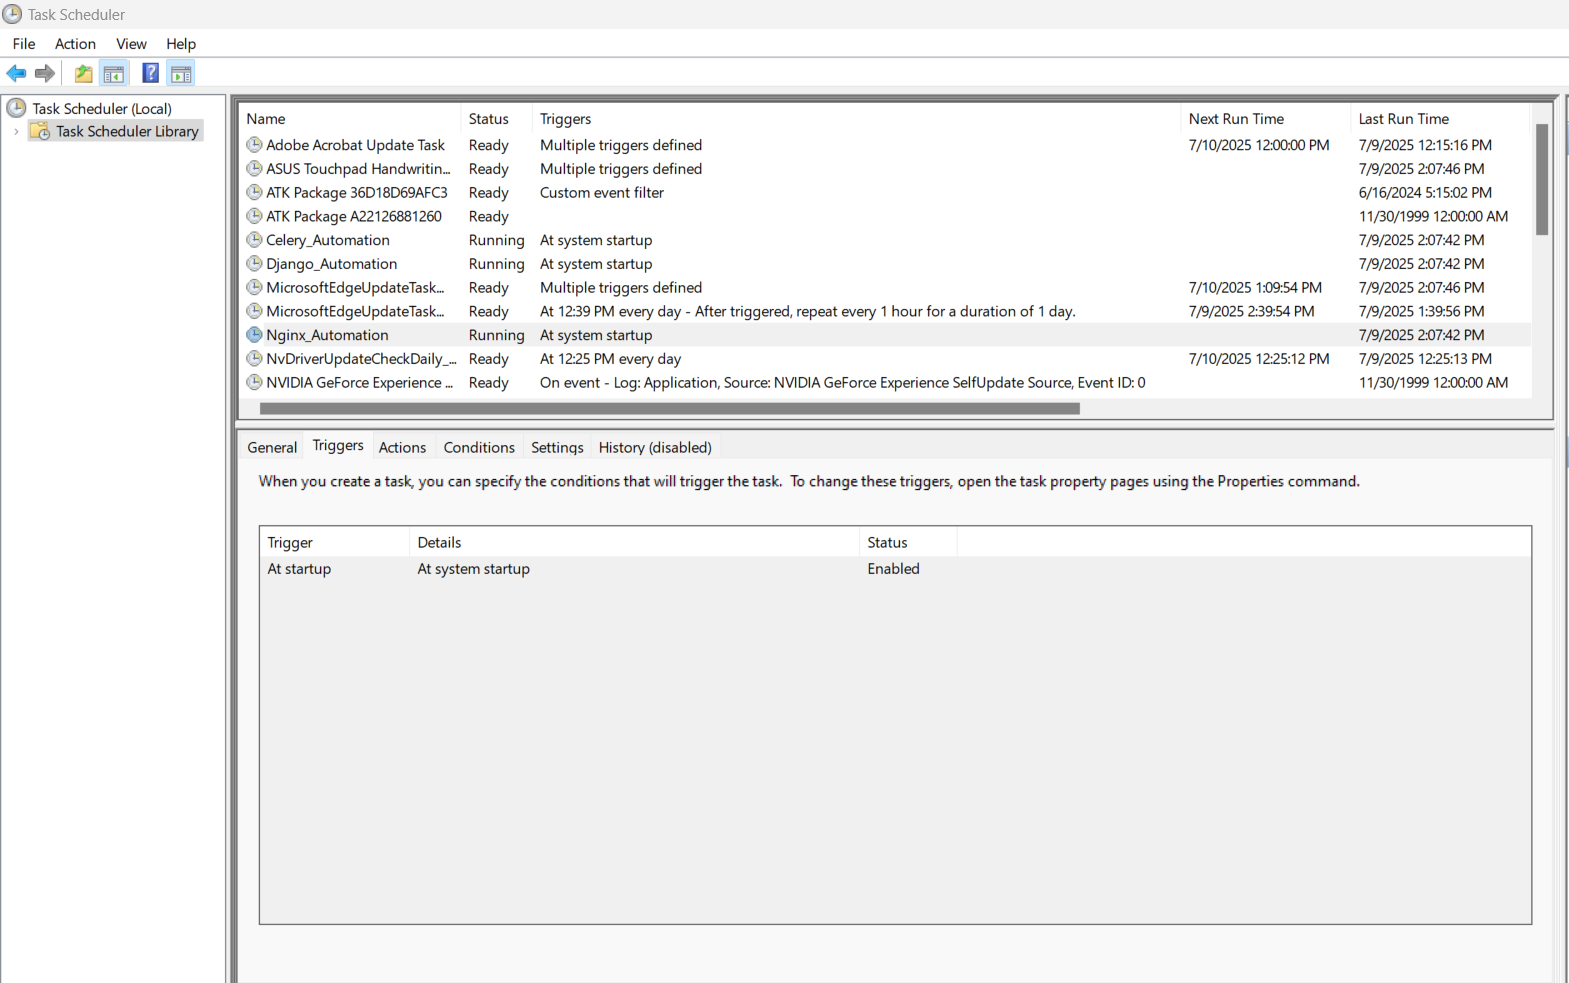 Task Scheduler
File Action View Help
Task Scheduler (Local)
Task Scheduler Library
Name Status Triggers Next Run Time Last Run Time
Adobe Acrobat Update Task Ready Multiple triggers defined 7/10/2025 12:00:00 PM 7/9/2025 12:15:16 PM
ASUS Touchpad Handwritin... Ready Multiple triggers defined 7/9/2025 2:07:46 PM
ATK Package 36D18D69AFC3 Ready Custom event filter 6/16/2024 5:15:02 PM
ATK Package A22126881260 Ready 11/30/1999 12:00:00 AM
Celery_Automation Running At system startup 7/9/2025 2:07:42 PM
Django_Automation Running At system startup 7/9/2025 2:07:42 PM
MicrosoftEdgeUpdateTask... Ready Multiple triggers defined 7/10/2025 1:09:54 PM 7/9/2025 2:07:46 PM
MicrosoftEdgeUpdateTask... Ready At 12:39 PM every day - After triggered, repeat every 1 hour for a duration of 1 day. 7/9/2025 2:39:54 PM 7/9/2025 1:39:56 PM
Nginx_Automation Running At system startup 7/9/2025 2:07:42 PM
NvDriverUpdateCheckDaily_... Ready At 12:25 PM every day 7/10/2025 12:25:12 PM 7/9/2025 12:25:13 PM
NVIDIA GeForce Experience ... Ready On event - Log: Application, Source: NVIDIA GeForce Experience SelfUpdate Source, Event ID: 0 11/30/1999 12:00:00 AM
General Triggers Actions Conditions Settings History (disabled)
When you create a task, you can specify the conditions that will trigger the task.  To change these triggers, open the task property pages using the Properties command.
Trigger Details Status
At startup At system startup Enabled